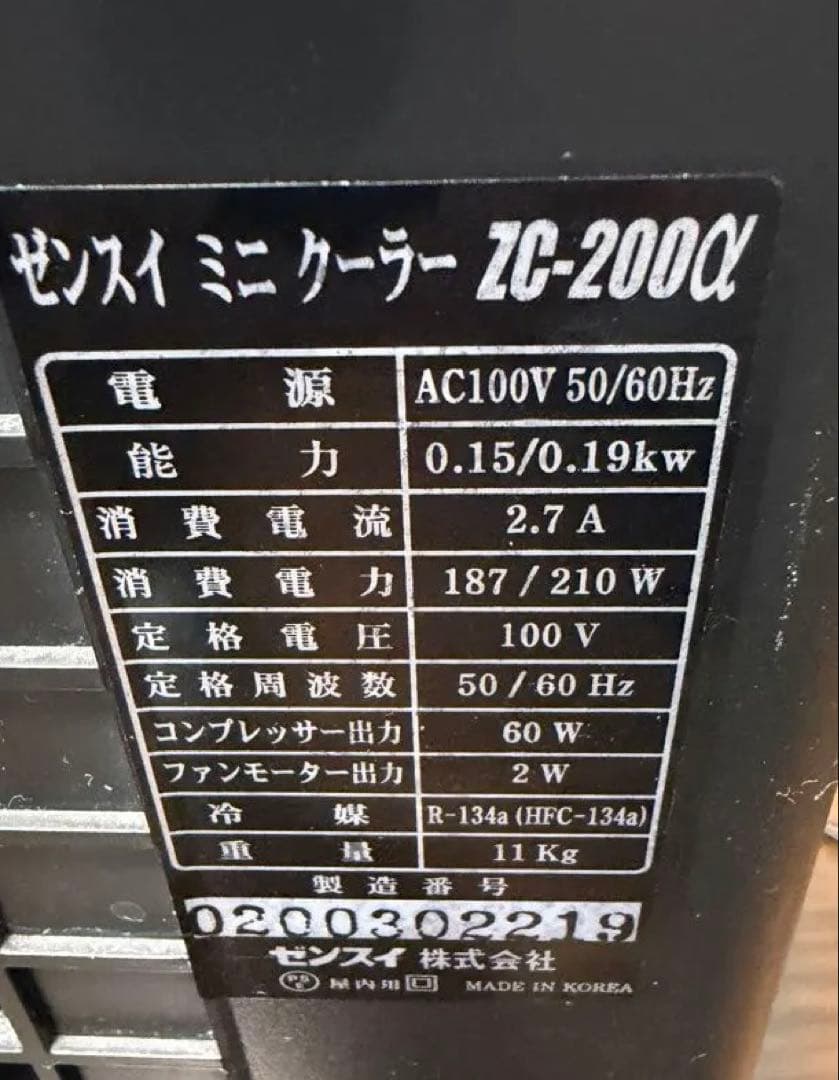 ゼンスイ ミニ クーラー ZC-200α
電源 AC100V 50/60Hz
能力 0.15/0.19kw
消費電流 2.7 A
消費電力 187 / 210 W
定格電圧 100 V
定格周波数 50 / 60 Hz
コンプレッサー出力 60 W
ファンモーター出力 2 W
冷媒 R-134a (HFC-134a)
重量 11 Kg
製造番号
0200302219
ゼンスイ 株式会社
PS E 屋内用 MADE IN KOREA